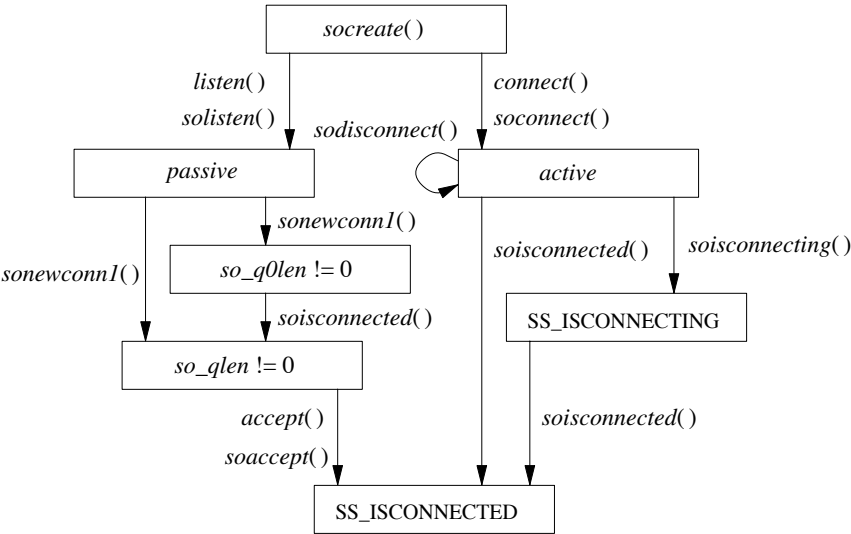 socreate( )
listen( )
connect( )
solisten( )
sodisconnect( )
soconnect( )
passive
active
sonewconn1( )
soisconnected( )
soisconnecting( )
sonewconn1( )
so_q0len != 0
soisconnected( )
SS_ISCONNECTING
so_qlen != 0
accept( )
soisconnected( )
soaccept( )
SS_ISCONNECTED